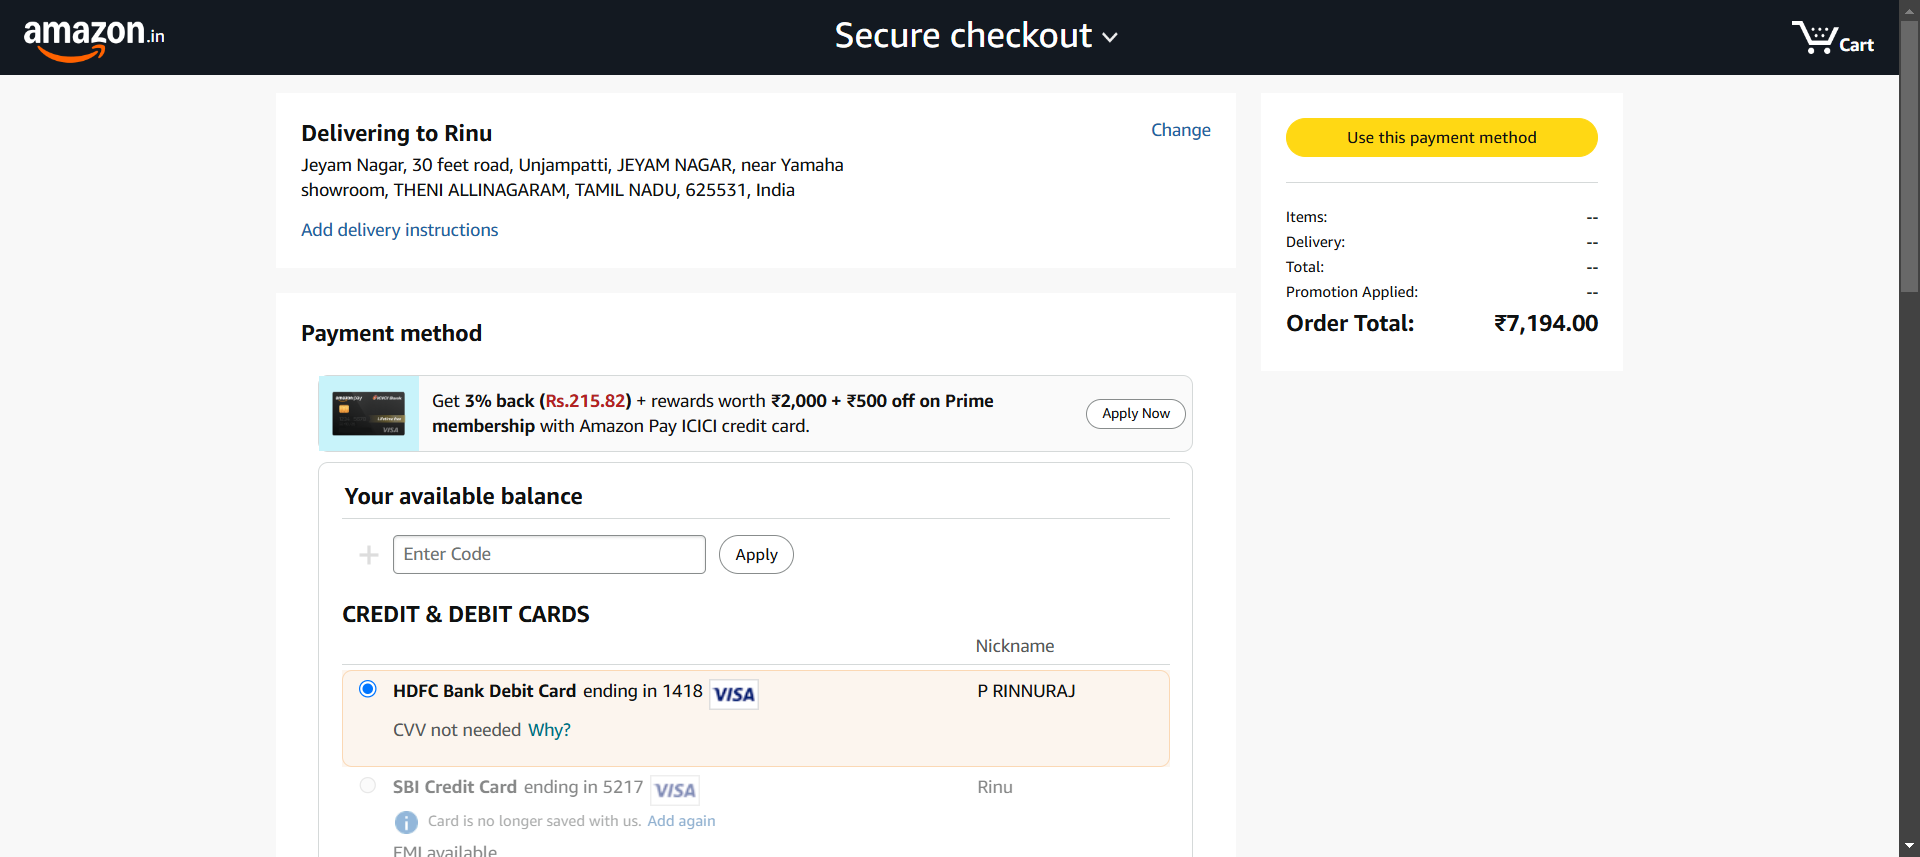 amazon.in
Secure checkout
Cart
Delivering to Rinu
Change
Jeyam Nagar, 30 feet road, Unjampatti, JEYAM NAGAR, near Yamaha
showroom, THENI ALLINAGARAM, TAMIL NADU, 625531, India
Add delivery instructions
Use this payment method
Items: --
Delivery: --
Total: --
Promotion Applied: --
Order Total: ₹7,194.00
Payment method
Get 3% back (Rs.215.82) + rewards worth ₹2,000 + ₹500 off on Prime
membership with Amazon Pay ICICI credit card.
Apply Now
Your available balance
Enter Code
Apply
CREDIT & DEBIT CARDS
Nickname
HDFC Bank Debit Card ending in 1418 VISA P RINNURAJ
CVV not needed Why?
SBI Credit Card ending in 5217 VISA Rinu
Card is no longer saved with us. Add again
EMI available